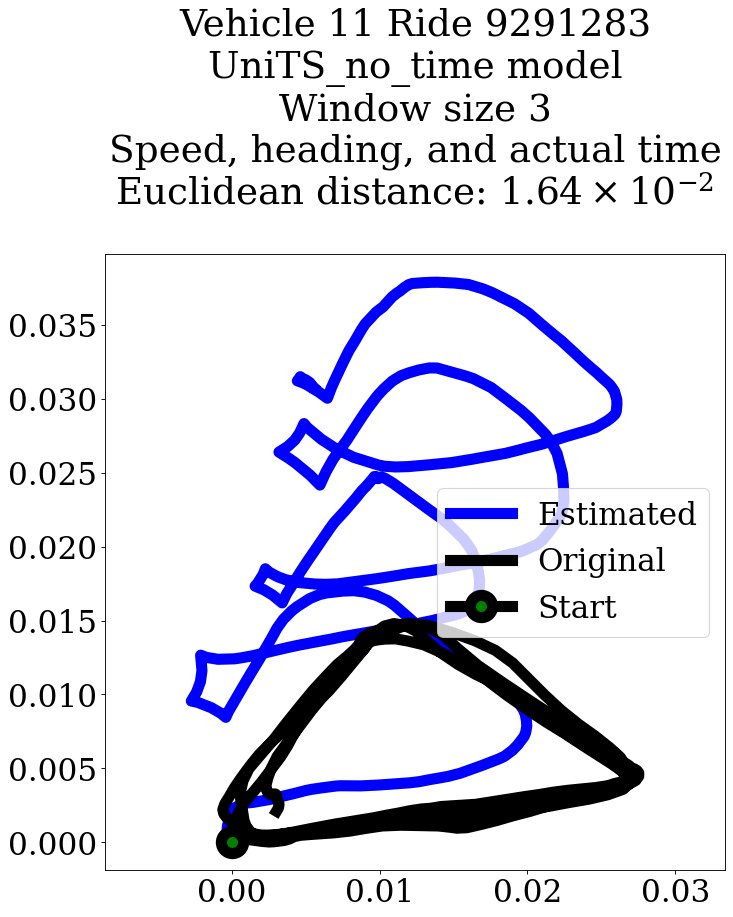 Vehicle 11 Ride 9291283
UniTS_no_time model
Window size 3
Speed, heading, and actual time
Euclidean distance: 1.64 × 10⁻²
0.035
0.030
0.025
0.020
0.015
0.010
0.005
0.000
Estimated
Original
Start
0.00 0.01 0.02 0.03